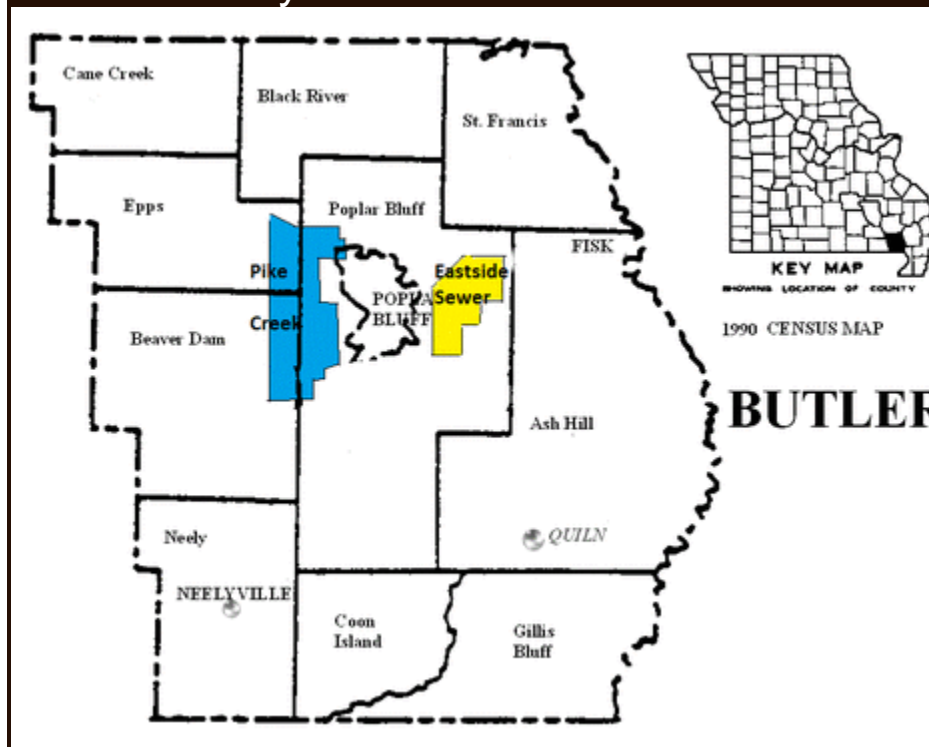 Cane Creek
Black River
St. Francis
Epps
Poplar Bluff
FISK
Pike
Eastside
Sewer
BLUFF
Creek
Beaver Dam
Ash Hill
QUILN
Neely
NEELYVILLE
Coon
Island
Gillis
Bluff
KEY MAP
SHOWING LOCATION OF COUNTY
1990 CENSUS MAP
BUTLER